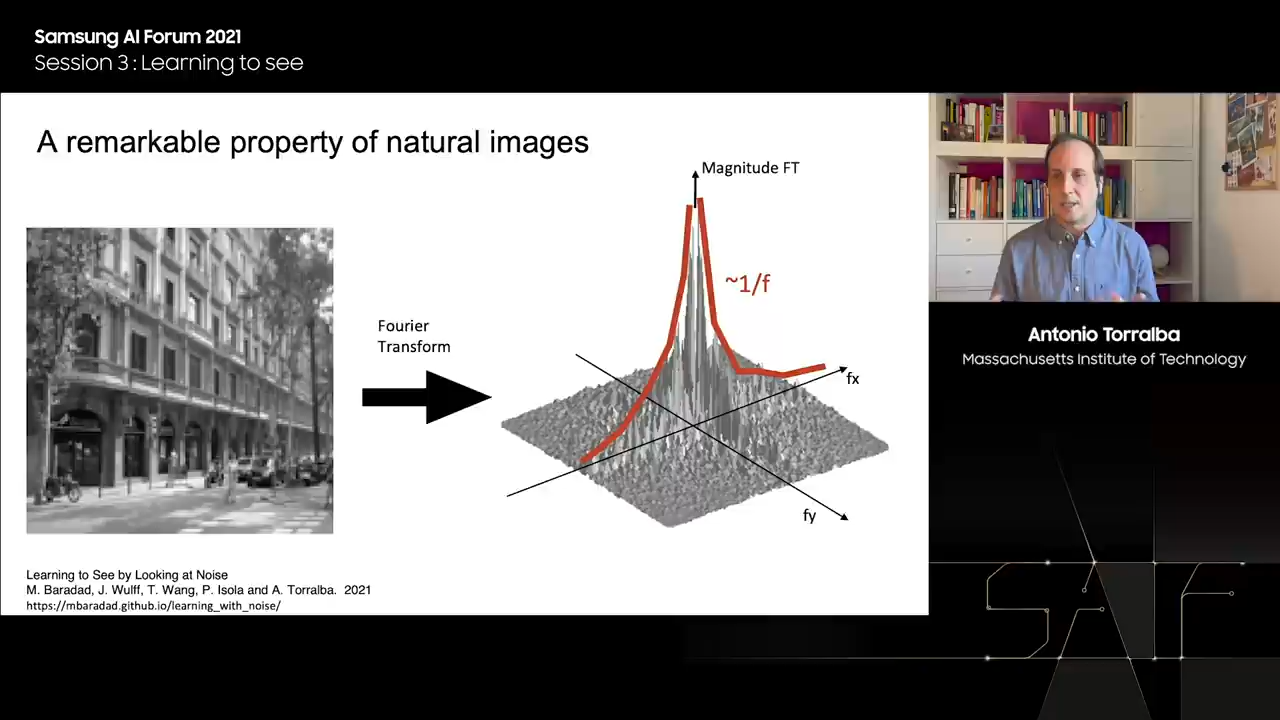 Samsung AI Forum 2021
Session 3 : Learning to see
A remarkable property of natural images
Magnitude FT
~1/f
Fourier
Transform
fx
fy
Learning to See by Looking at Noise
M. Baradad, J. Wulff, T. Wang, P. Isola and A. Torralba. 2021
https://mbaradad.github.io/learning_with_noise/
Antonio Torralba
Massachusetts Institute of Technology
SAIF